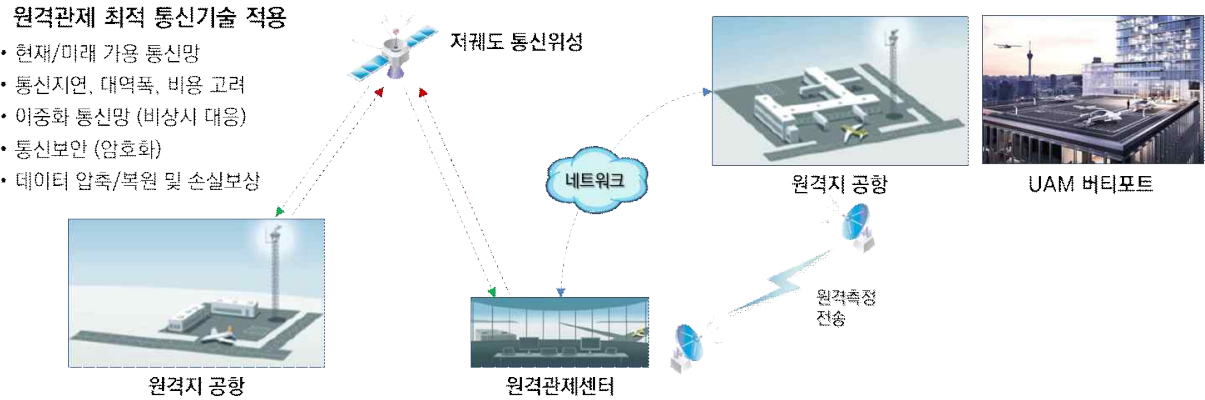 원격관제 최적 통신기술 적용
• 현재/미래 가용 통신망
• 통신지연, 대역폭, 비용 고려
• 이중화 통신망 (비상시 대응)
• 통신보안 (암호화)
• 데이터 압축/복원 및 손실보상
저궤도 통신위성
네트워크
원격지 공항
UAM 버티포트
원격측정
전송
원격지 공항
원격관제센터